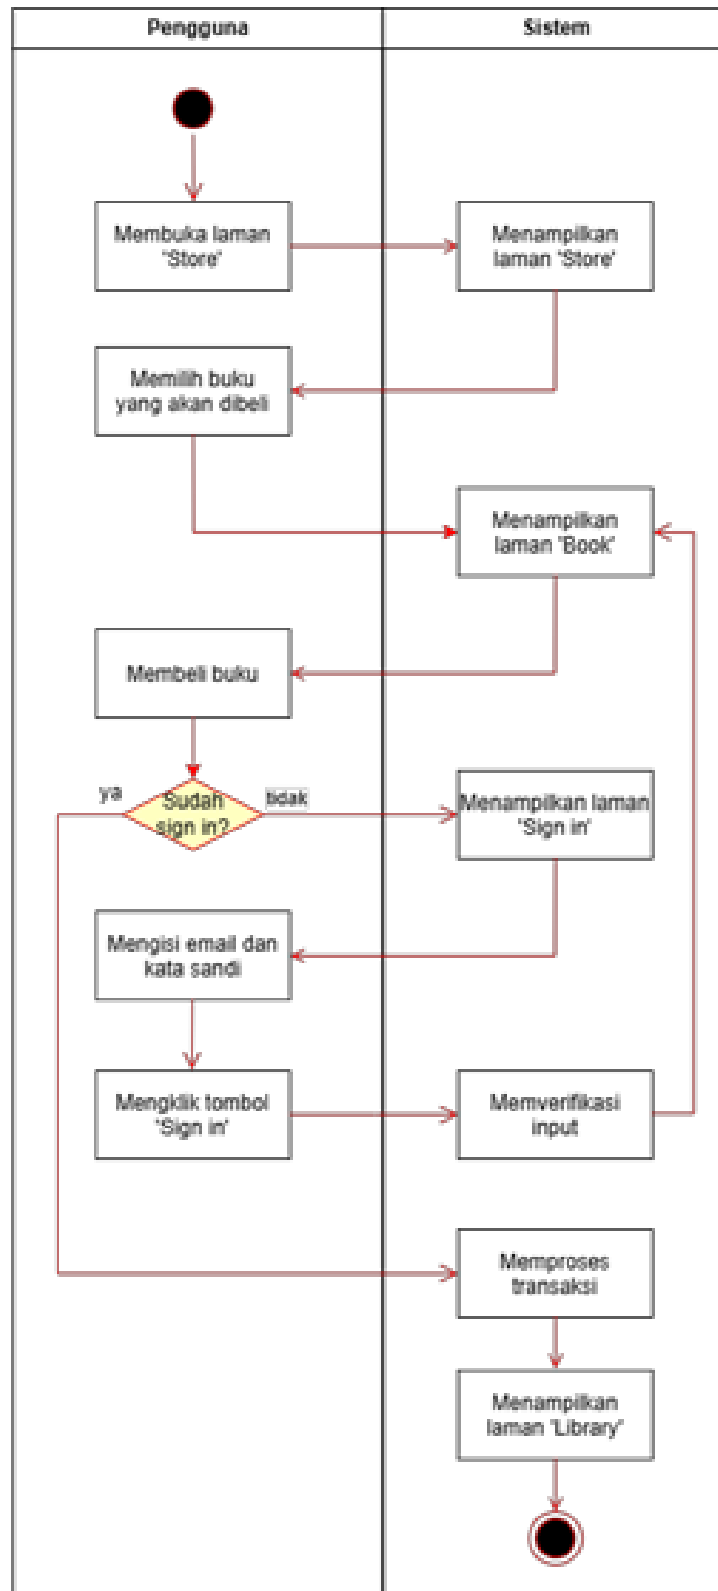 Pengguna
Sistem
Membuka laman
'Store'
Menampilkan
laman 'Store'
Memilih buku
yang akan dibeli
Menampilkan
laman 'Book'
Membeli buku
ya
Sudah
sign in?
tidak
Menampilkan laman
'Sign in'
Mengisi email dan
kata sandi
Mengklik tombol
'Sign in'
Memverifikasi
input
Memproses
transaksi
Menampilkan
laman 'Library'